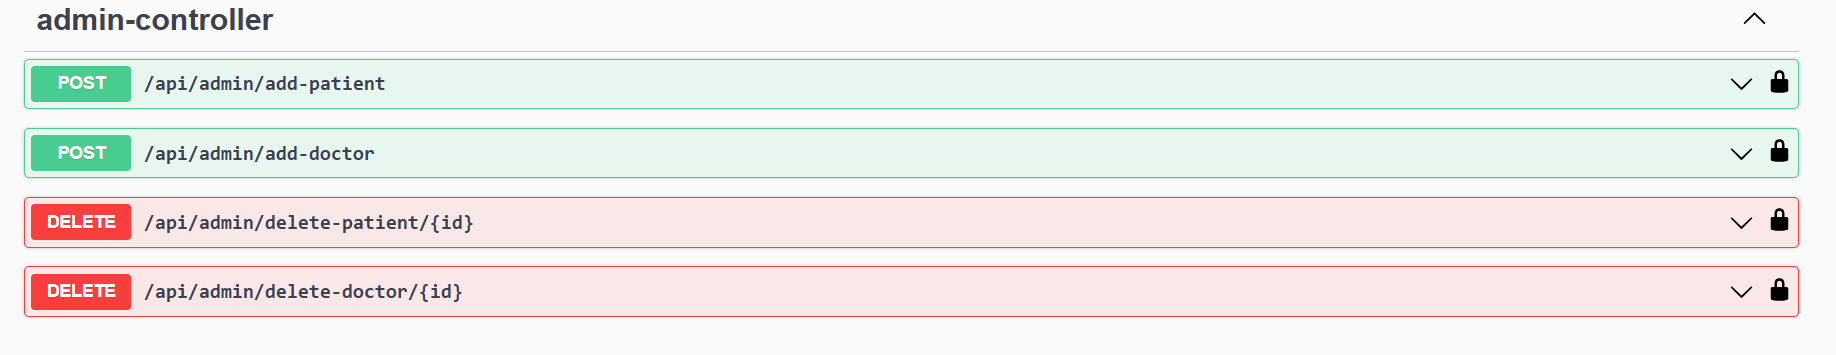 admin-controller
POST /api/admin/add-patient
POST /api/admin/add-doctor
DELETE /api/admin/delete-patient/{id}
DELETE /api/admin/delete-doctor/{id}